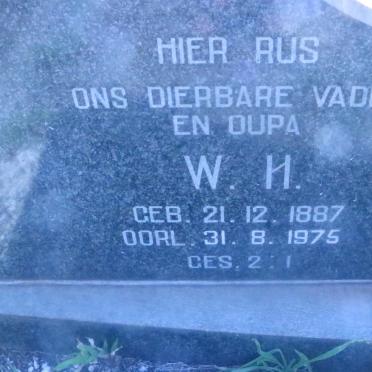 HIER RUS
ONS DIERBARE VAD
EN OUPA
W. H.
GEB. 21. 12. 1887
OORL. 31. 8. 1975
GES. 2:1